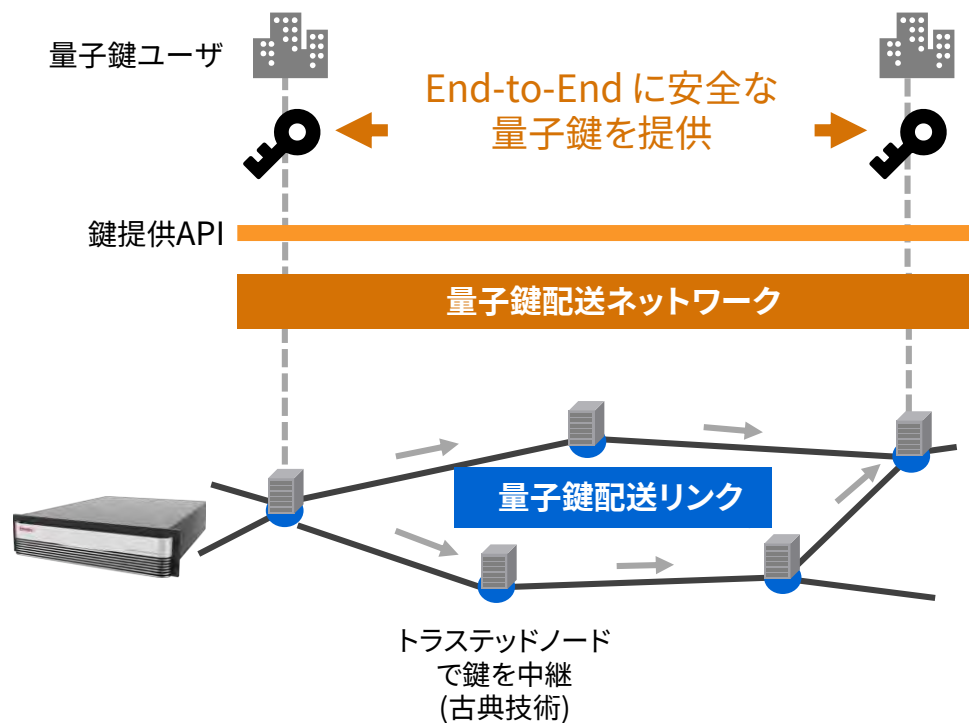 量子鍵ユーザ
End-to-End に安全な
量子鍵を提供
鍵提供API
量子鍵配送ネットワーク
量子鍵配送リンク
トラステッドノード
で鍵を中継
(古典技術)